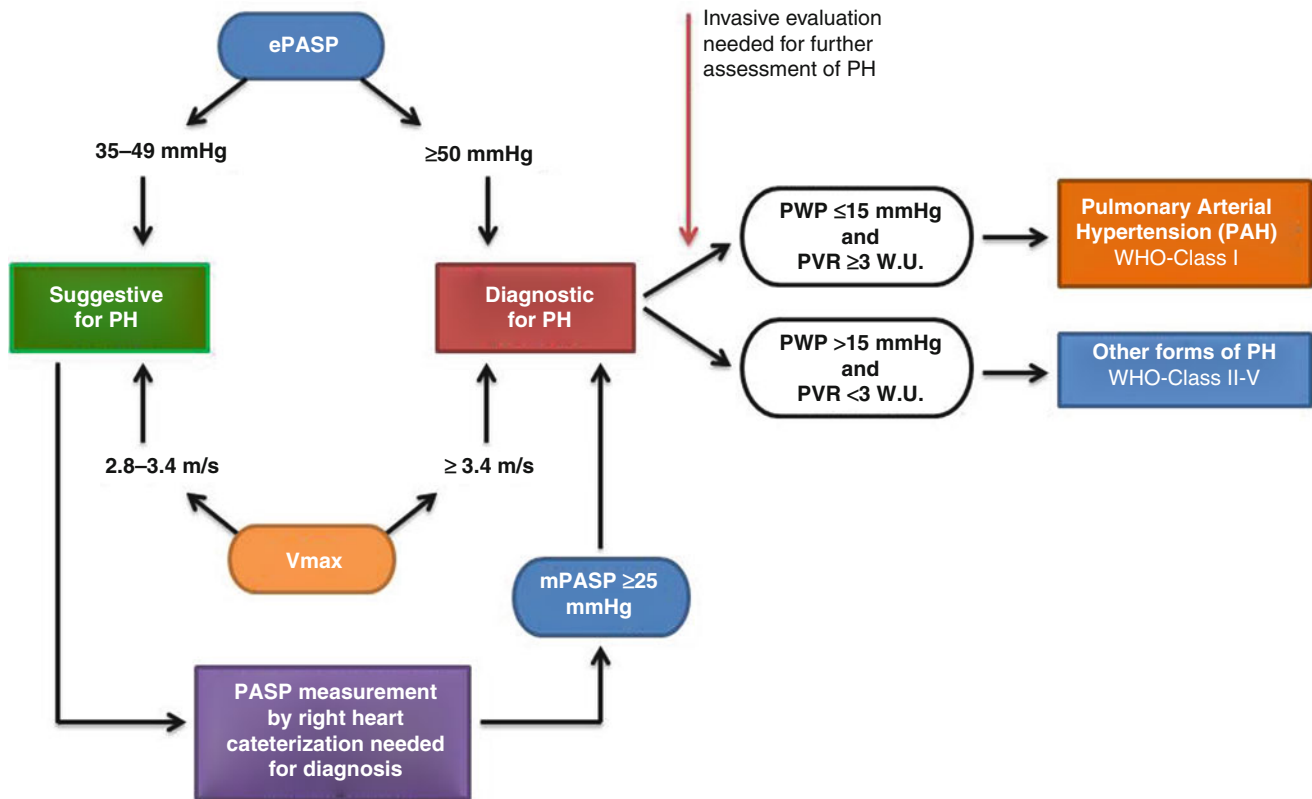 ePASP
Invasive evaluation
needed for further
assessment of PH
35–49 mmHg
≥50 mmHg
Suggestive
for PH
Diagnostic
for PH
PWP ≤15 mmHg
and
PVR ≥3 W.U.
Pulmonary Arterial
Hypertension (PAH)
WHO-Class I
PWP >15 mmHg
and
PVR <3 W.U.
Other forms of PH
WHO-Class II-V
2.8–3.4 m/s
≥ 3.4 m/s
Vmax
mPASP ≥25
mmHg
PASP measurement
by right heart
cateterization needed
for diagnosis